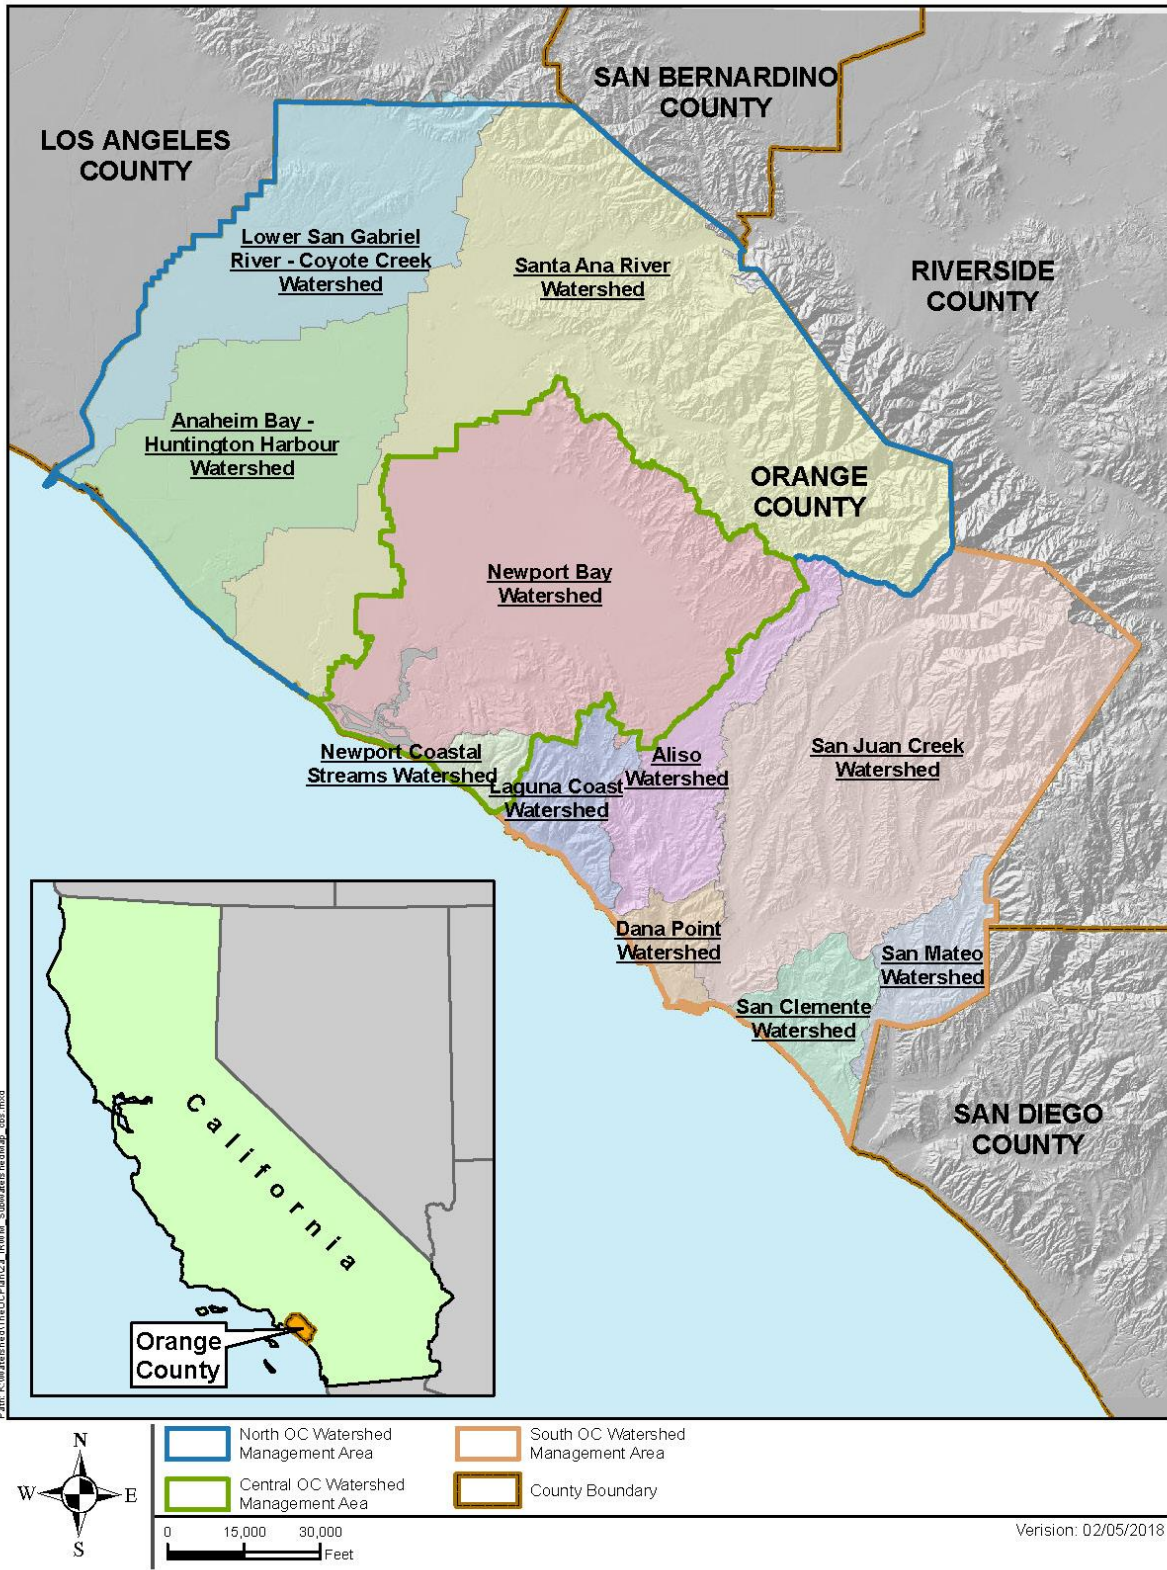 SAN BERNARDINO
COUNTY
LOS ANGELES
COUNTY
Lower San Gabriel
River - Coyote Creek
Watershed
Santa Ana River
Watershed
RIVERSIDE
COUNTY
Anaheim Bay -
Huntington Harbour
Watershed
ORANGE
COUNTY
Newport Bay
Watershed
Newport Coastal
Streams Watershed
Laguna Coast
Watershed
Aliso
Watershed
San Juan Creek
Watershed
Dana Point
Watershed
San Mateo
Watershed
San Clemente
Watershed
SAN DIEGO
COUNTY
California
Orange
County
N
W
E
S
North OC Watershed
Management Area
Central OC Watershed
Management Aea
South OC Watershed
Management Area
County Boundary
0 15,000 30,000
Feet
Verision: 02/05/2018